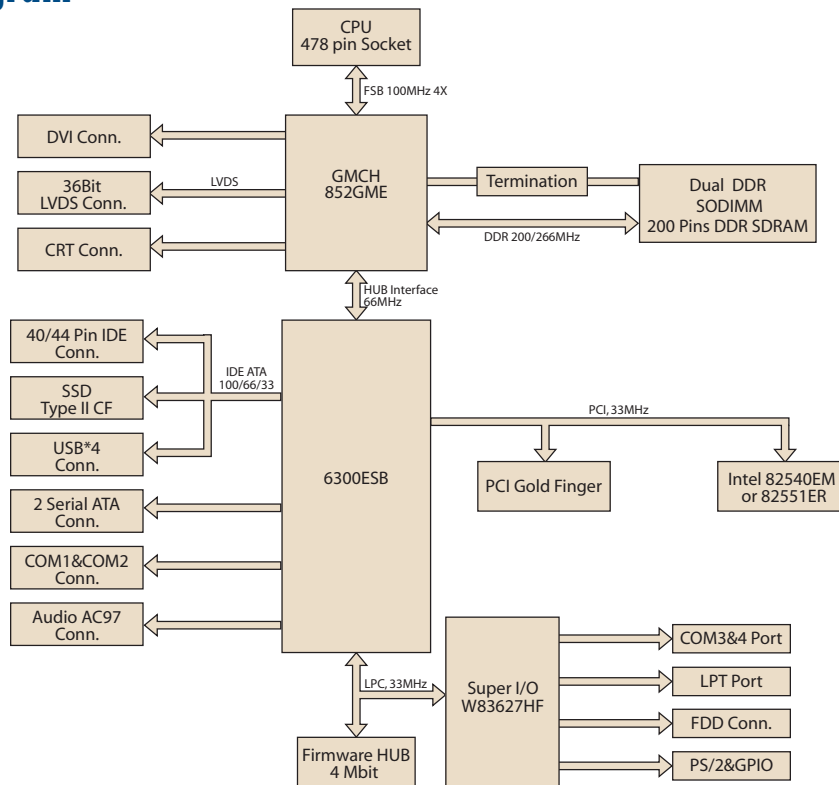 CPU
478 pin Socket
FSB 100MHz 4X
DVI Conn.
36Bit
LVDS Conn.
LVDS
CRT Conn.
GMCH
852GME
Termination
Dual DDR
SODIMM
200 Pins DDR SDRAM
DDR 200/266MHz
HUB Interface
66MHz
40/44 Pin IDE
Conn.
SSD
Type II CF
USB*4
Conn.
IDE ATA
100/66/33
2 Serial ATA
Conn.
COM1&COM2
Conn.
Audio AC97
Conn.
6300ESB
PCI, 33MHz
PCI Gold Finger
Intel 82540EM
or 82551ER
LPC, 33MHz
Firmware HUB
4 Mbit
Super I/O
W83627HF
COM3&4 Port
LPT Port
FDD Conn.
PS/2&GPIO